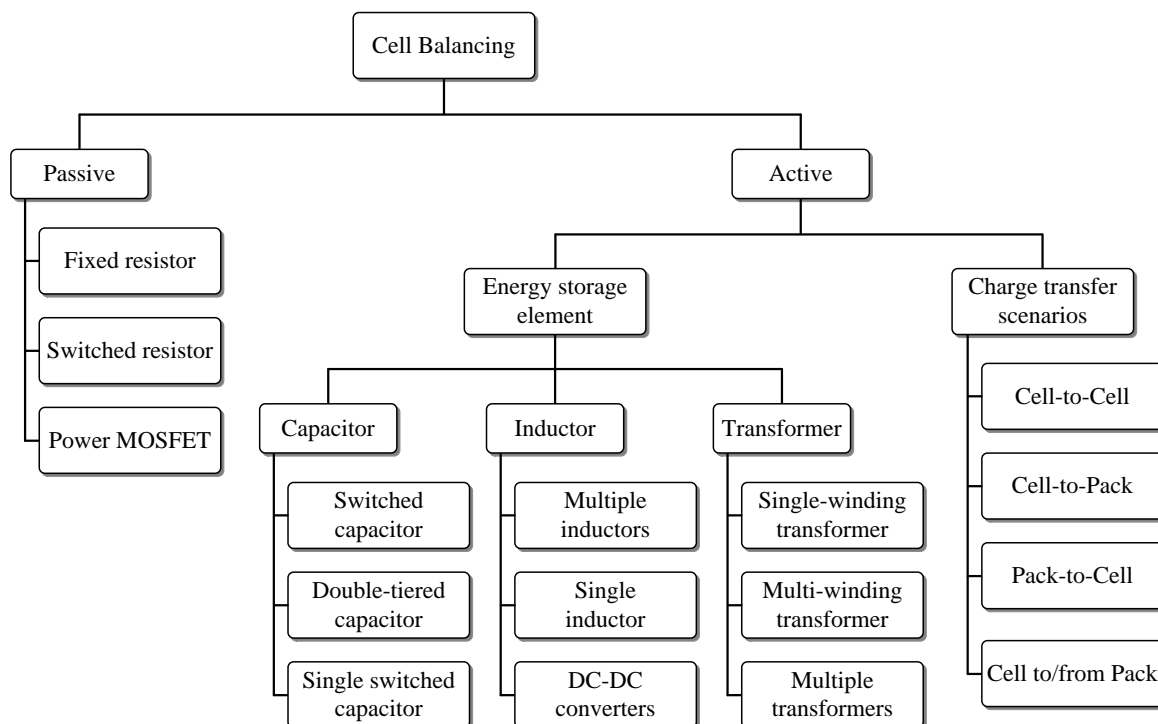 Cell Balancing
Passive
Active
Fixed resistor
Switched resistor
Power MOSFET
Energy storage
element
Charge transfer
scenarios
Capacitor
Inductor
Transformer
Switched
capacitor
Double-tiered
capacitor
Single switched
capacitor
Multiple
inductors
Single
inductor
DC-DC
converters
Single-winding
transformer
Multi-winding
transformer
Multiple
transformers
Cell-to-Cell
Cell-to-Pack
Pack-to-Cell
Cell to/from Pack